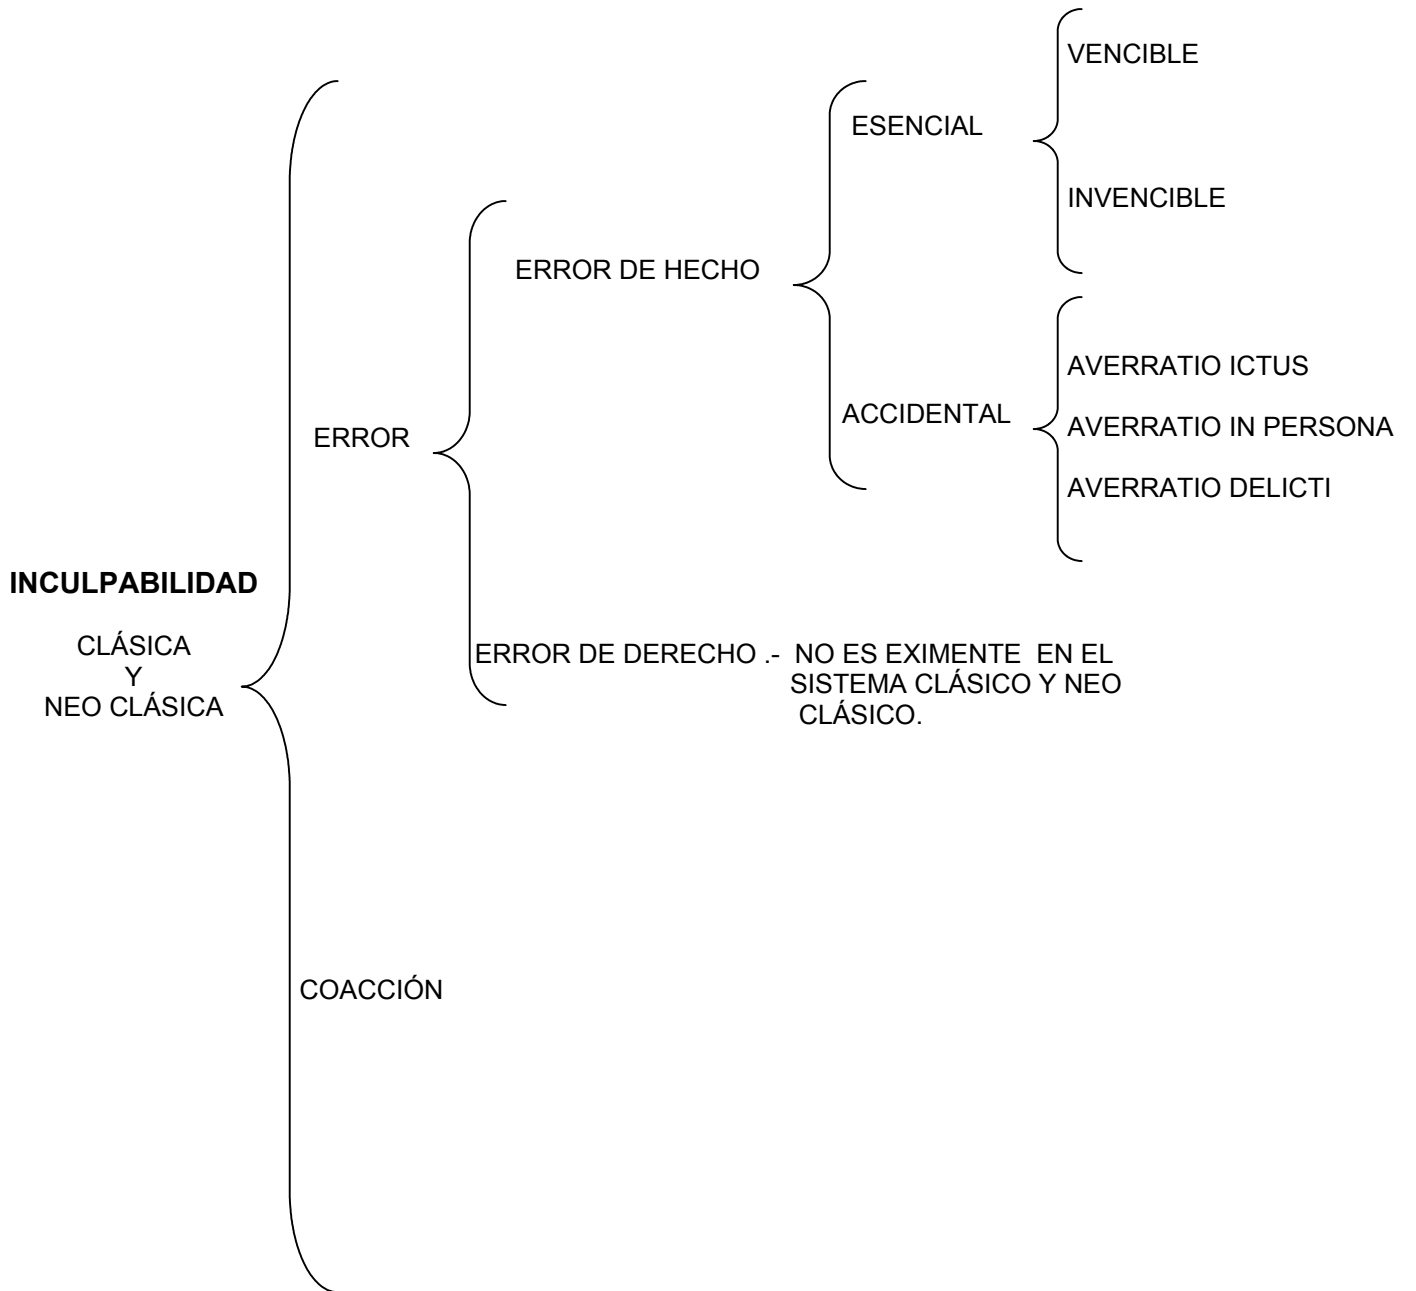 VENCIBLE
ESENCIAL
INVENCIBLE
ERROR DE HECHO
AVERRATIO ICTUS
ACCIDENTAL
AVERRATIO IN PERSONA
ERROR
AVERRATIO DELICTI
INCULPABILIDAD
CLÁSICA
Y
NEO CLÁSICA
ERROR DE DERECHO .- NO ES EXIMENTE EN EL
SISTEMA CLÁSICO Y NEO
CLÁSICO.
COACCIÓN